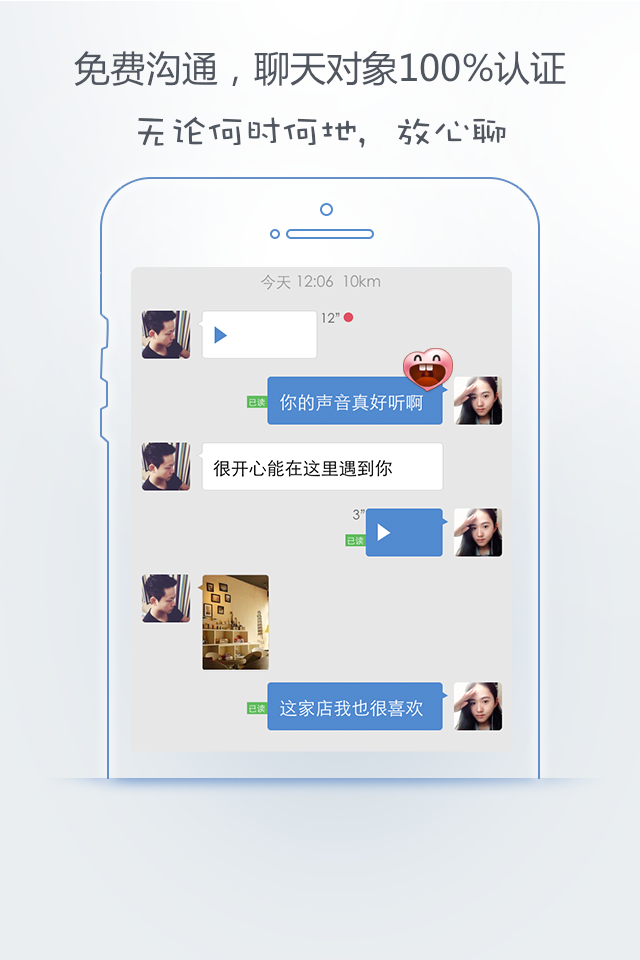 免费沟通，聊天对象100%认证
无论何时何地，放心聊
今天 12:06 10km
12”
已读
你的声音真好听啊
很开心能在这里遇到你
3”
已读
已读
这家店我也很喜欢